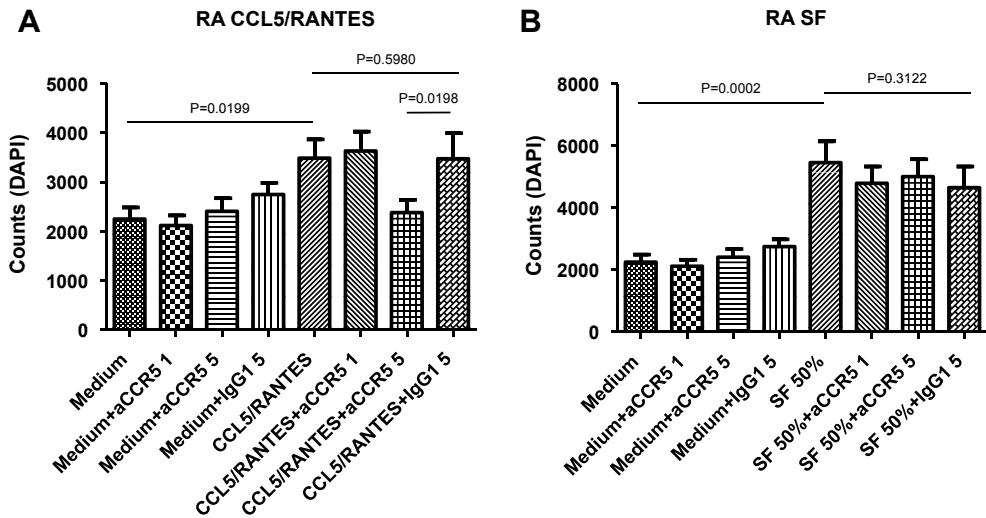 A
RA CCL5/RANTES
P=0.5980
P=0.0198
P=0.0199
Counts (DAPI)
5000
4000
3000
2000
1000
0
Medium
Medium+aCCR5 1
Medium+aCCR5 5
Medium+IgG1 5
CCL5/RANTES
CCL5/RANTES+aCCR5 1
CCL5/RANTES+aCCR5 5
CCL5/RANTES+IgG1 5
B
RA SF
P=0.3122
P=0.0002
Counts (DAPI)
8000
6000
4000
2000
0
Medium
Medium+aCCR5 1
Medium+aCCR5 5
Medium+IgG1 5
SF 50%
SF 50%+aCCR5 1
SF 50%+aCCR5 5
SF 50%+IgG1 5